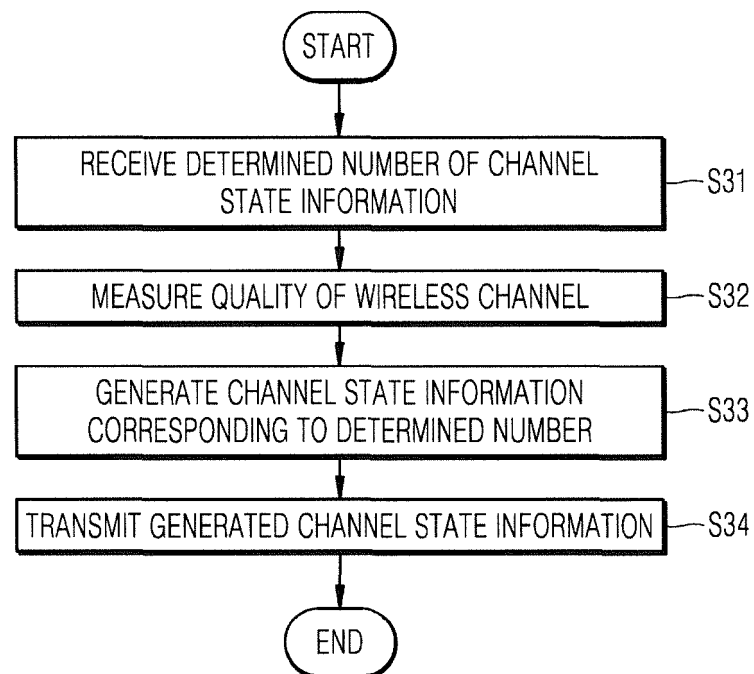 START
RECEIVE DETERMINED NUMBER OF CHANNEL
STATE INFORMATION
S31
MEASURE QUALITY OF WIRELESS CHANNEL
S32
GENERATE CHANNEL STATE INFORMATION
CORRESPONDING TO DETERMINED NUMBER
S33
TRANSMIT GENERATED CHANNEL STATE INFORMATION
S34
END